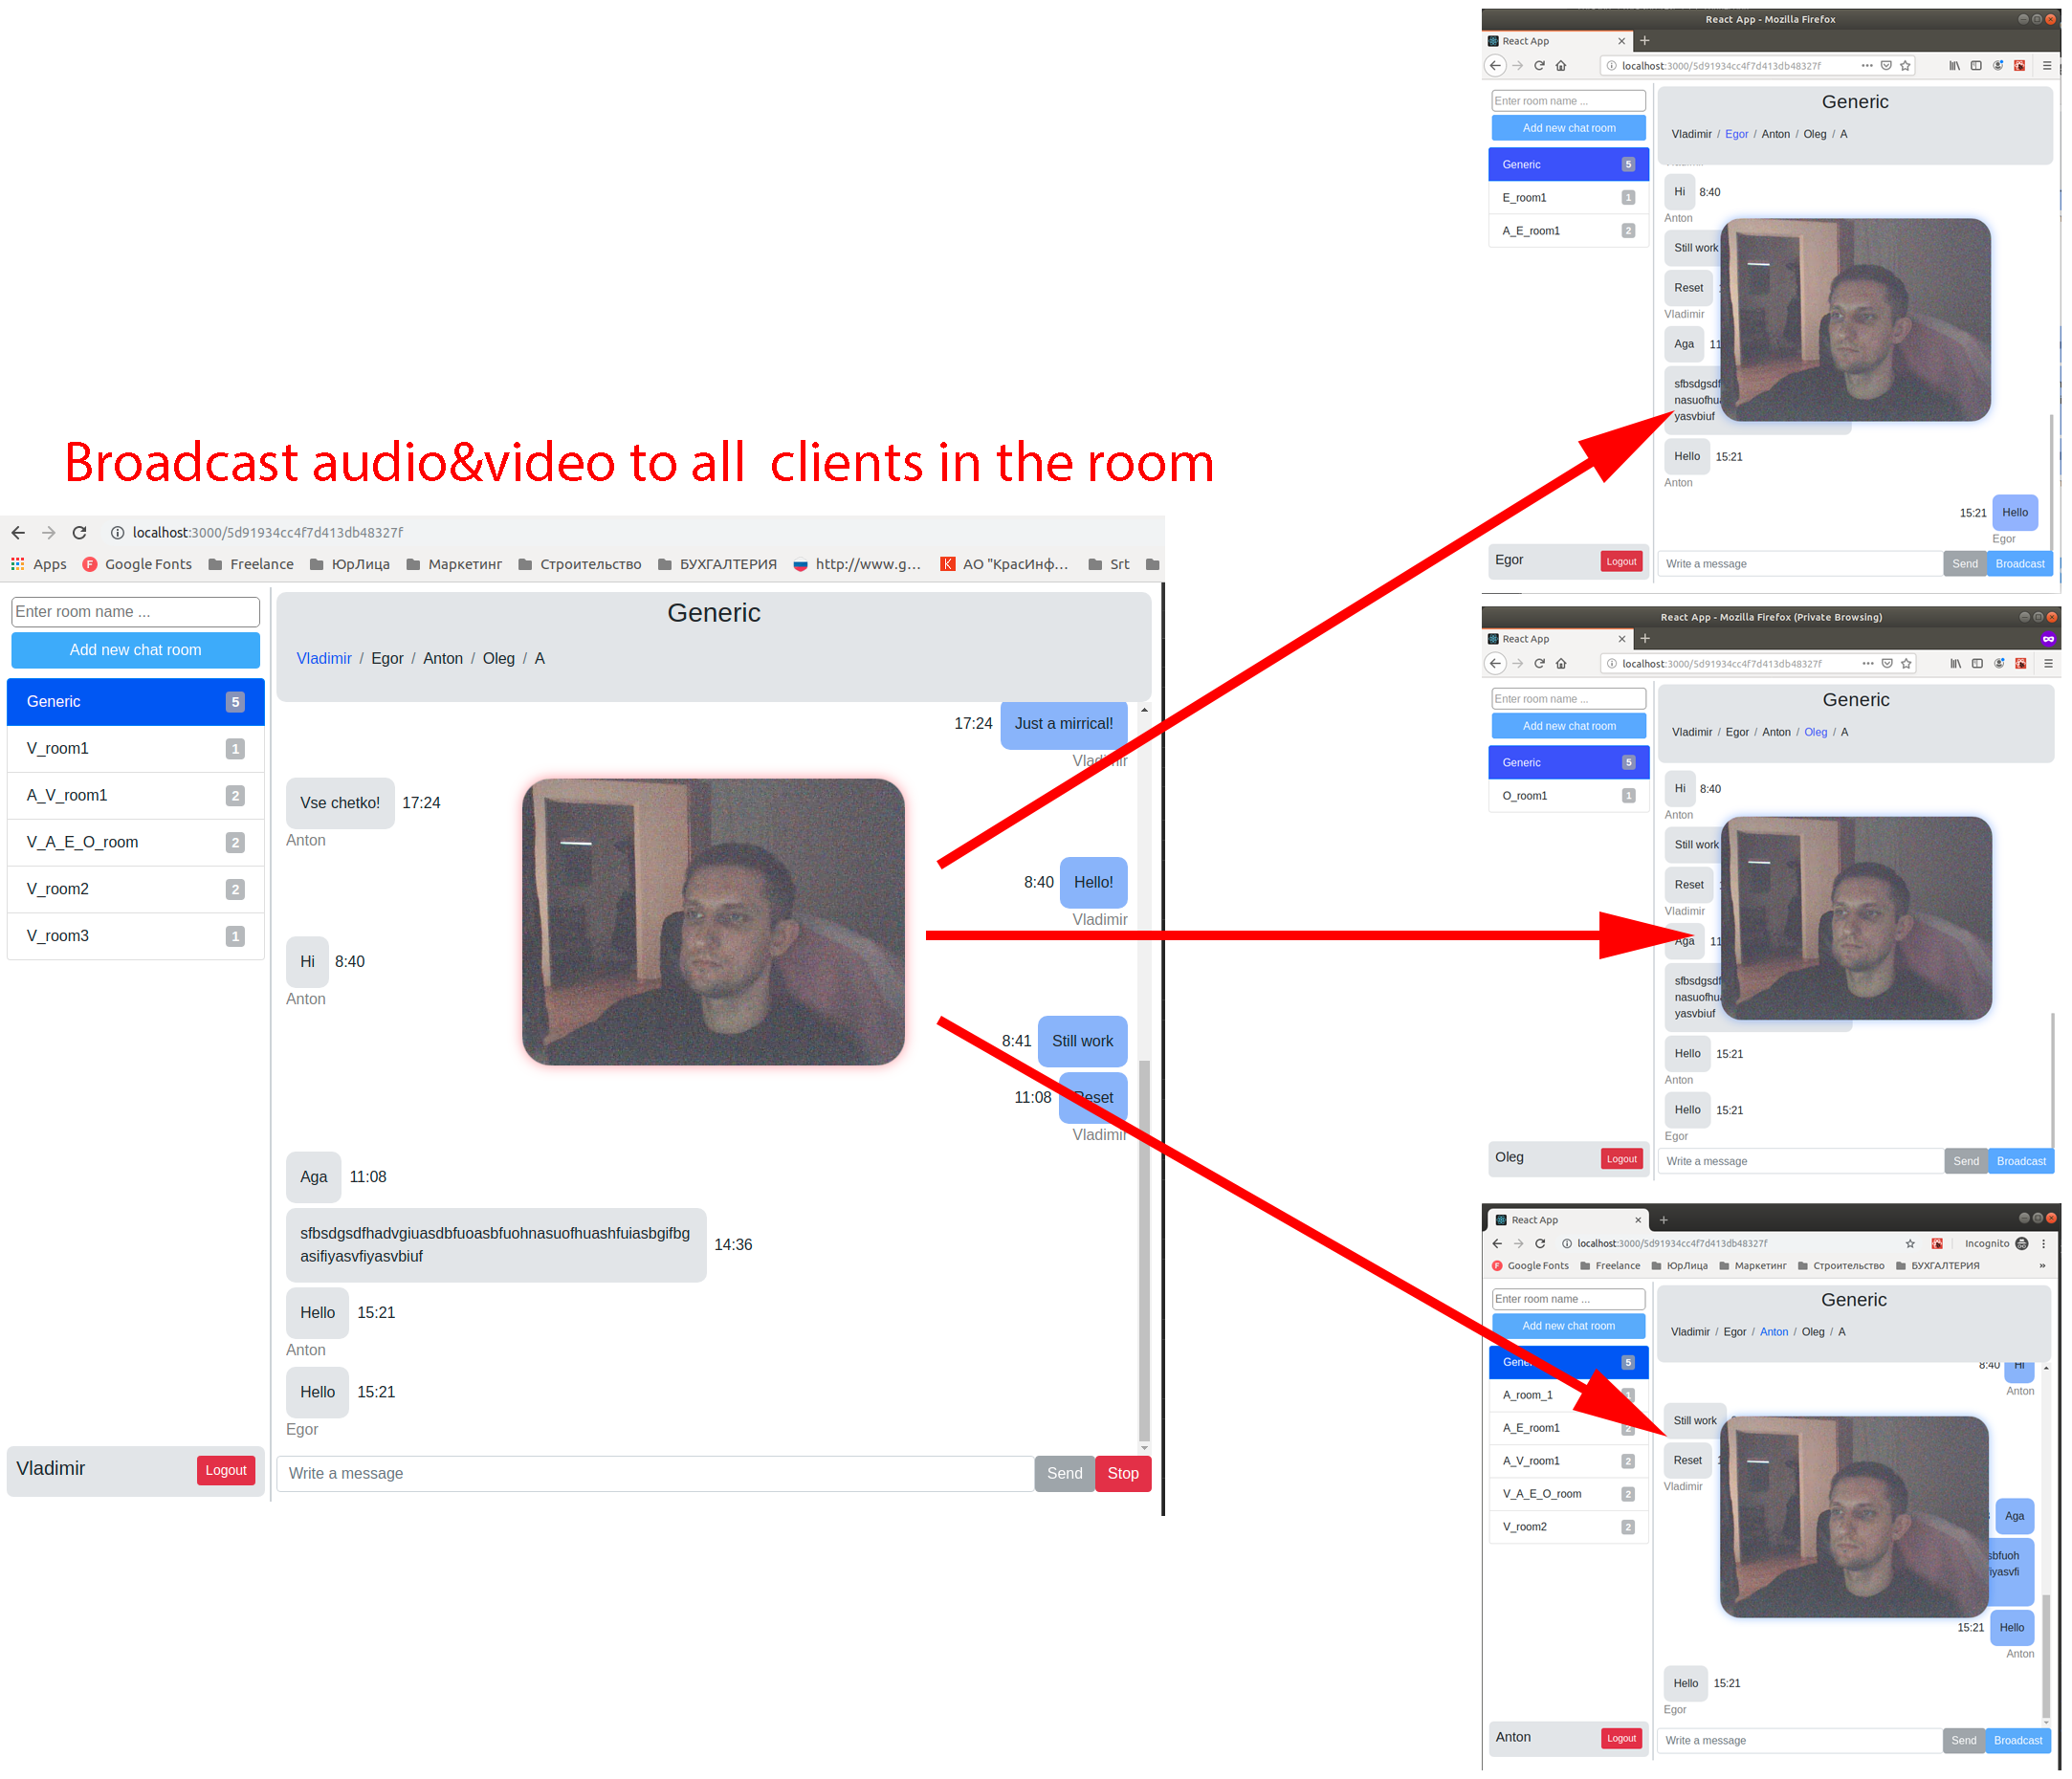 Broadcast audio&video to all clients in the room
localhost:3000/5d91934cc4f7d413db48327f
Apps Google Fonts Freelance ЮрЛица Маркетинг Строительство БУХГАЛТЕРИЯ http://www.g... АО "КрасИнф... Srt
Enter room name ...
Add new chat room
Generic 5
V_room1 1
A_V_room1 2
V_A_E_O_room 2
V_room2 2
V_room3 1
Vladimir Logout
Generic
Vladimir / Egor / Anton / Oleg / A
17:24 Just a mirrical!
Vladimir
Vse chetko! 17:24
Anton
8:40 Hello!
Vladimir
Hi 8:40
Anton
8:41 Still work
11:08 Reset
Vladimir
Aga 11:08
sfbsdgsdfhadvgiuasdbfuoasbfuohnasuofhuashfuiasbgifbg
asifiyasvfiyasvbiuf 14:36
Hello 15:21
Anton
Hello 15:21
Egor
Write a message Send Stop
React App - Mozilla Firefox
React App
localhost:3000/5d91934cc4f7d413db48327f
Enter room name ...
Add new chat room
Generic 5
E_room1 1
A_E_room1 2
Egor Logout
Generic
Vladimir / Egor / Anton / Oleg / A
Hi 8:40
Anton
Still work
Reset
Vladimir
Aga 11
sfbsdgsdf
nasuofhua
yasvbiuf
Hello 15:21
Anton
15:21 Hello
Egor
Write a message Send Broadcast
React App - Mozilla Firefox (Private Browsing)
React App
localhost:3000/5d91934cc4f7d413db48327f
Enter room name ...
Add new chat room
Generic 5
O_room1 1
Oleg Logout
Generic
Vladimir / Egor / Anton / Oleg / A
Hi 8:40
Anton
Still work
Reset
Vladimir
Aga 11
sfbsdgsdf
nasuofhua
yasvbiuf
Hello 15:21
Anton
Hello 15:21
Egor
Write a message Send Broadcast
React App
localhost:3000/5d91934cc4f7d413db48327f Incognito
Google Fonts Freelance ЮрЛица Маркетинг Строительство БУХГАЛТЕРИЯ »
Enter room name ...
Add new chat room
Gene 5
A_room_1 1
A_E_room1 2
A_V_room1 2
V_A_E_O_room 2
V_room2 2
Anton Logout
Generic
Vladimir / Egor / Anton / Oleg / A
8:40 Hi
Anton
Still work
Reset 1
Vladimir
Aga
sbfuoh
iyasvfi
15:21 Hello
Anton
Hello 15:21
Egor
Write a message Send Broadcast